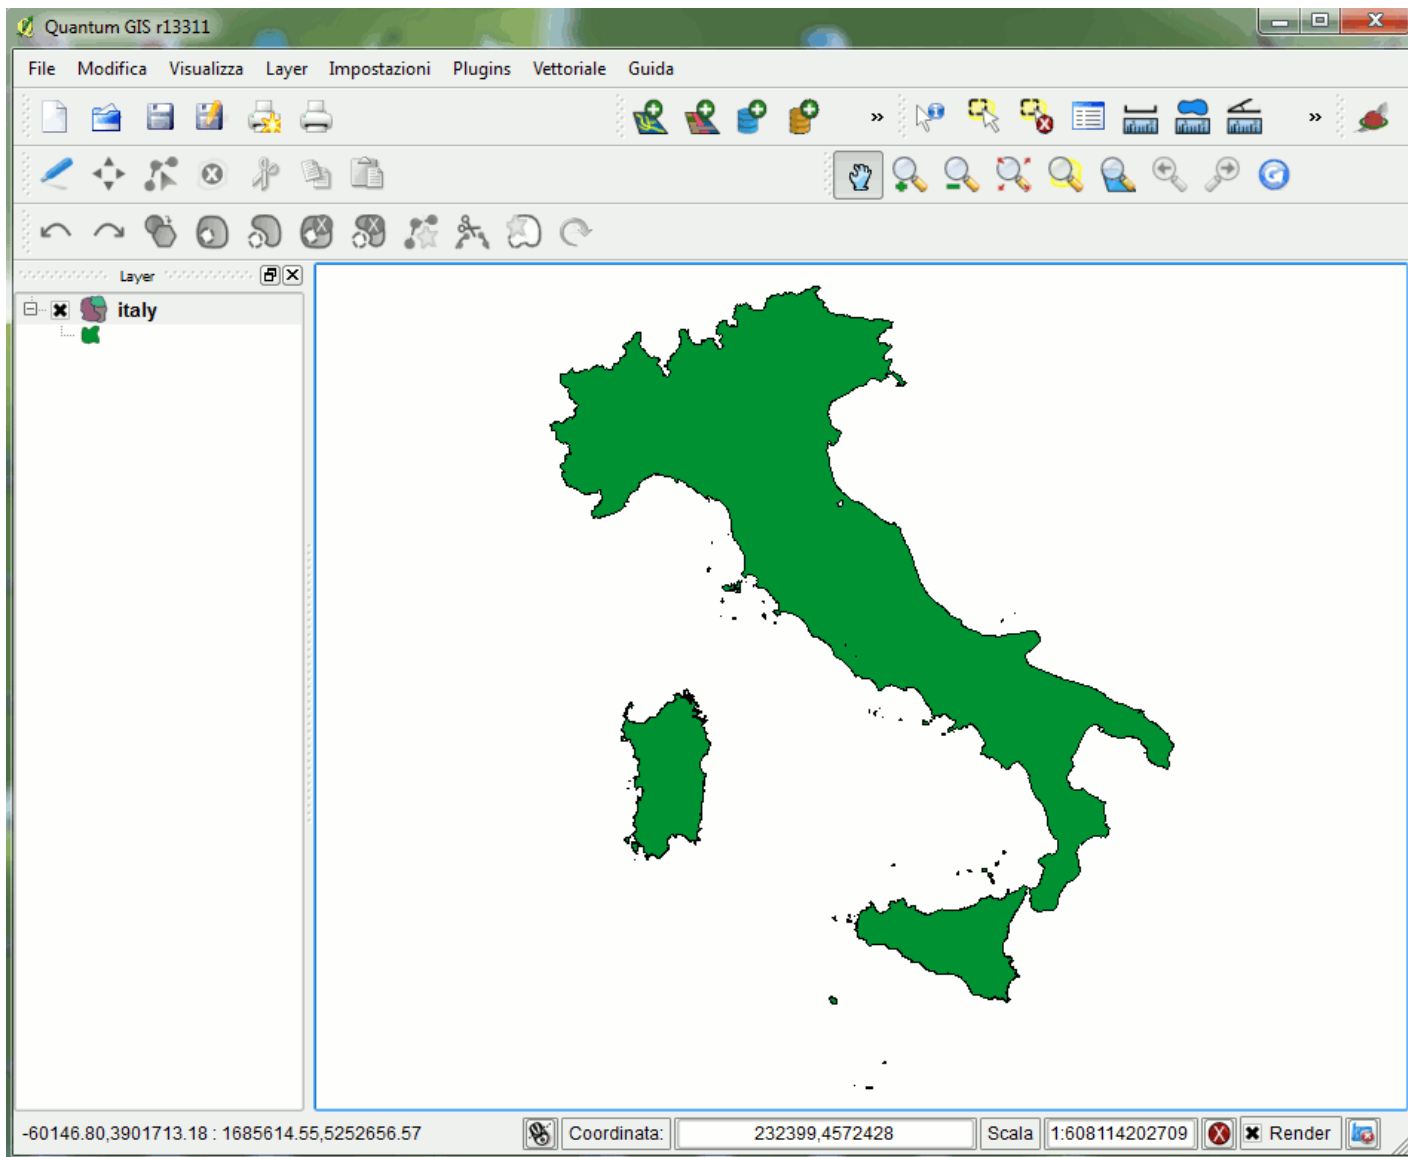 Quantum GIS r13311
File Modifica Visualizza Layer Impostazioni Plugins Vettoriale Guida
» »
Layer
italy
-60146.80,3901713.18 : 1685614.55,5252656.57 Coordinata: 232399,4572428 Scala 1:608114202709 Render